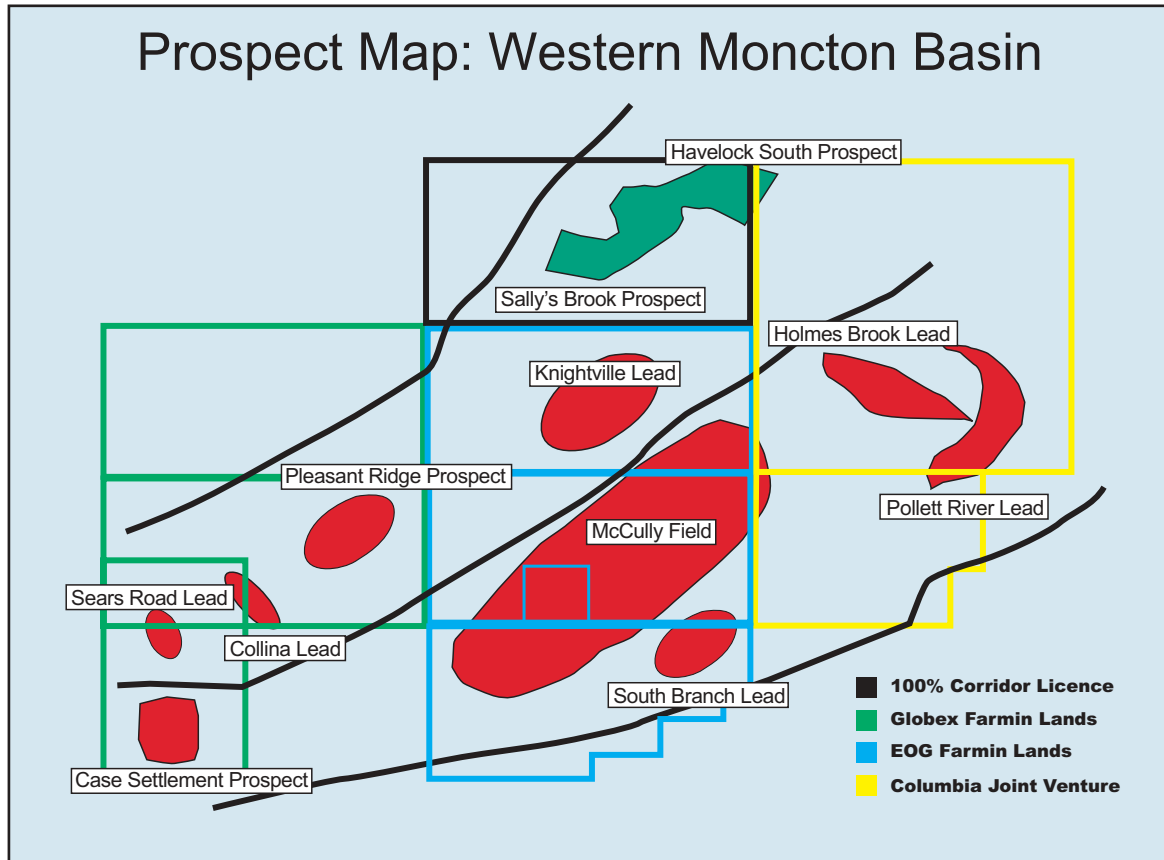 Prospect Map: Western Moncton Basin
Havelock South Prospect
Sally's Brook Prospect
Holmes Brook Lead
Knightville Lead
Pleasant Ridge Prospect
Pollett River Lead
McCully Field
Sears Road Lead
Collina Lead
South Branch Lead
Case Settlement Prospect
100% Corridor Licence
Globex Farmin Lands
EOG Farmin Lands
Columbia Joint Venture